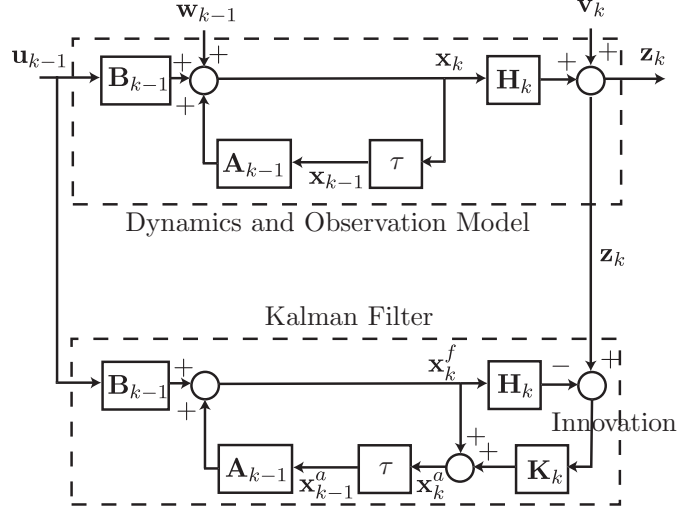 w_{k−1} v_k
u_{k−1} B_{k−1} + + + x_k H_k + + z_k
A_{k−1} x_{k−1} τ
Dynamics and Observation Model
z_k
Kalman Filter
B_{k−1} + + x_k^f H_k − +
Innovation
A_{k−1} x_{k−1}^a τ x_k^a + + K_k